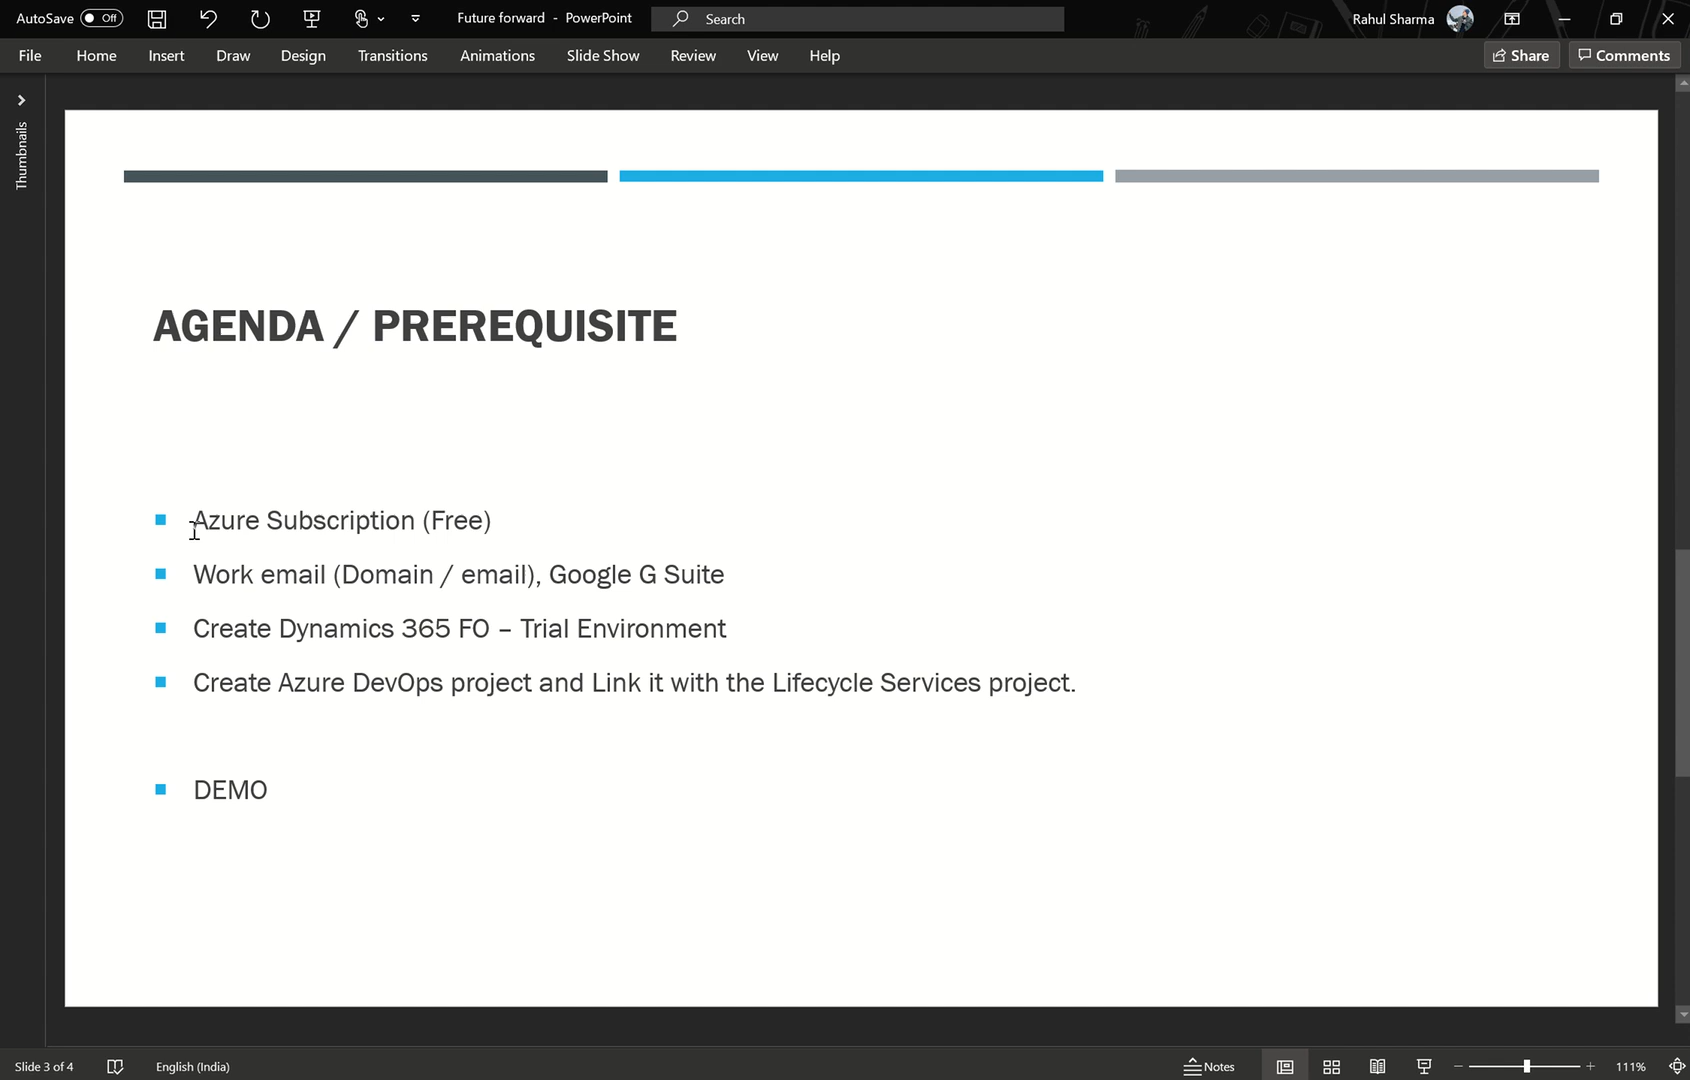 AutoSave Off Future forward - PowerPoint Search Rahul Sharma
File Home Insert Draw Design Transitions Animations Slide Show Review View Help Share Comments
Thumbnails
AGENDA / PREREQUISITE
Azure Subscription (Free)
Work email (Domain / email), Google G Suite
Create Dynamics 365 FO – Trial Environment
Create Azure DevOps project and Link it with the Lifecycle Services project.
DEMO
Slide 3 of 4 English (India) Notes 111%